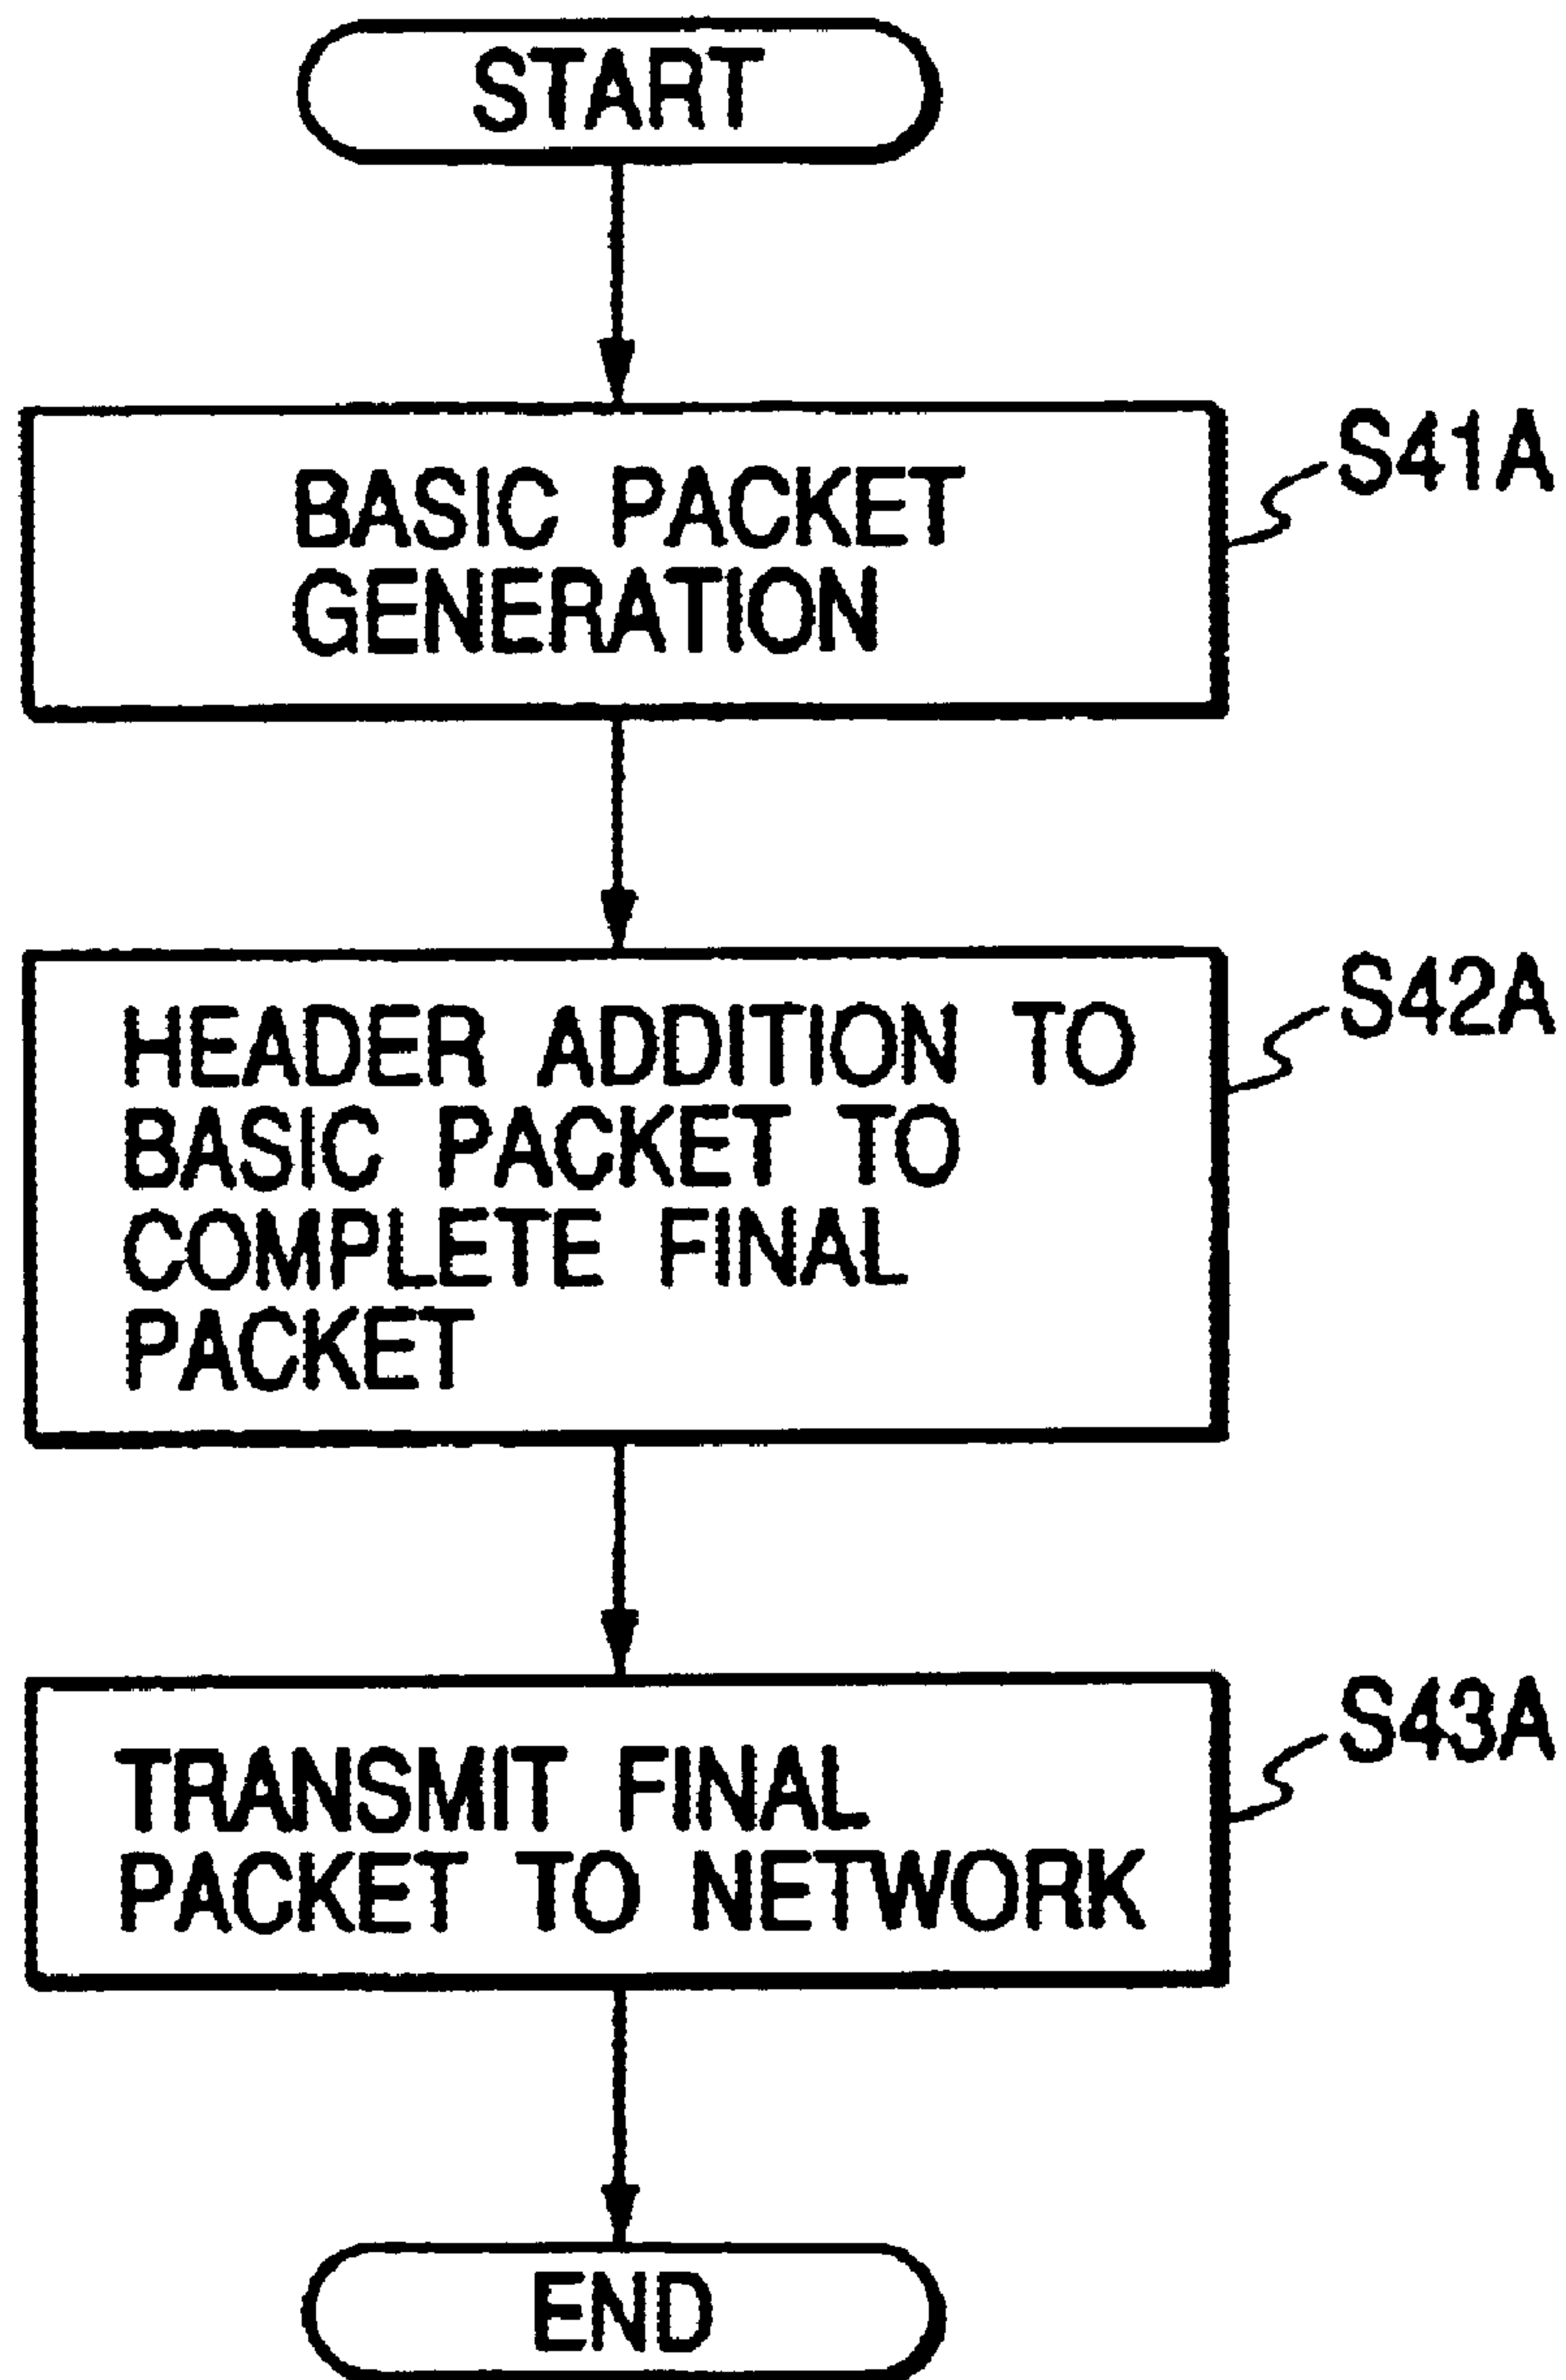 START
BASIC PACKET
GENERATION
S41A
HEADER ADDITION TO
BASIC PACKET TO
COMPLETE FINAL
PACKET
S42A
TRANSMIT FINAL
PACKET TO NETWORK
S43A
END